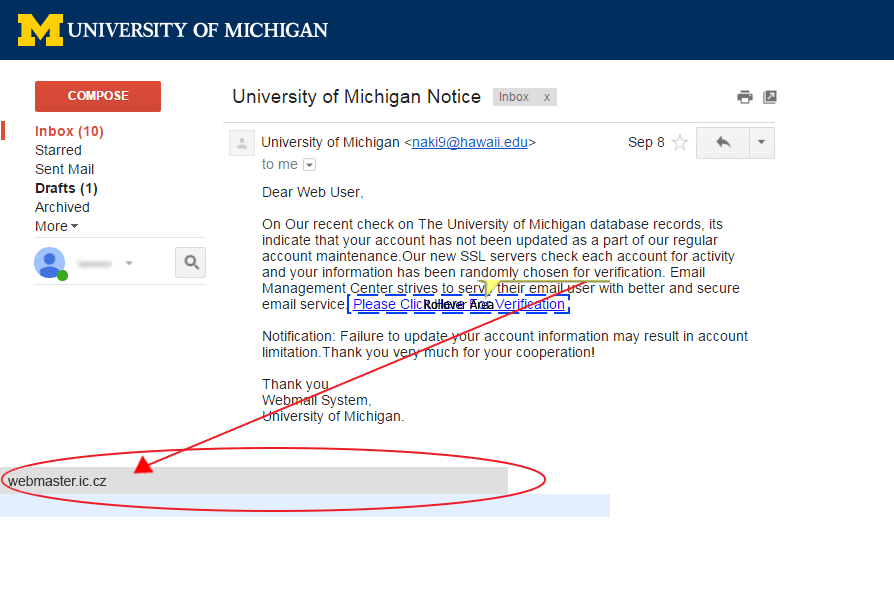 M UNIVERSITY OF MICHIGAN
COMPOSE
Inbox (10)
Starred
Sent Mail
Drafts (1)
Archived
More
University of Michigan Notice Inbox x
University of Michigan <naki9@hawaii.edu> Sep 8
to me
Dear Web User,
On Our recent check on The University of Michigan database records, its
indicate that your account has not been updated as a part of our regular
account maintenance.Our new SSL servers check each account for activity
and your information has been randomly chosen for verification. Email
Management Center strives to serve their email user with better and secure
email service. Please Click Here For Verification
Rollover Area
Notification: Failure to update your account information may result in account
limitation.Thank you very much for your cooperation!
Thank you
Webmail System,
University of Michigan.
webmaster.ic.cz